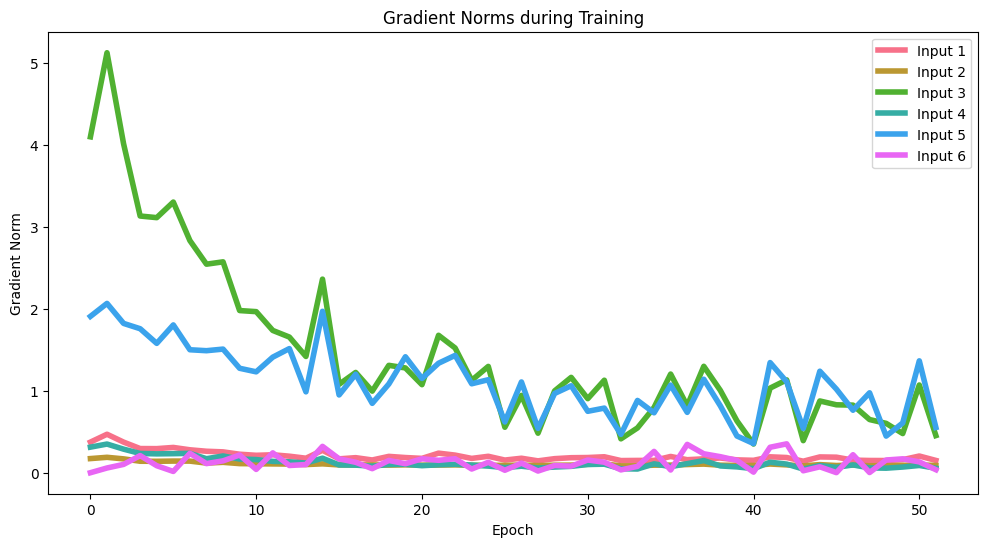 Gradient Norms during Training
Gradient Norm
5
4
3
2
1
0
0 10 20 30 40 50
Epoch
Input 1
Input 2
Input 3
Input 4
Input 5
Input 6